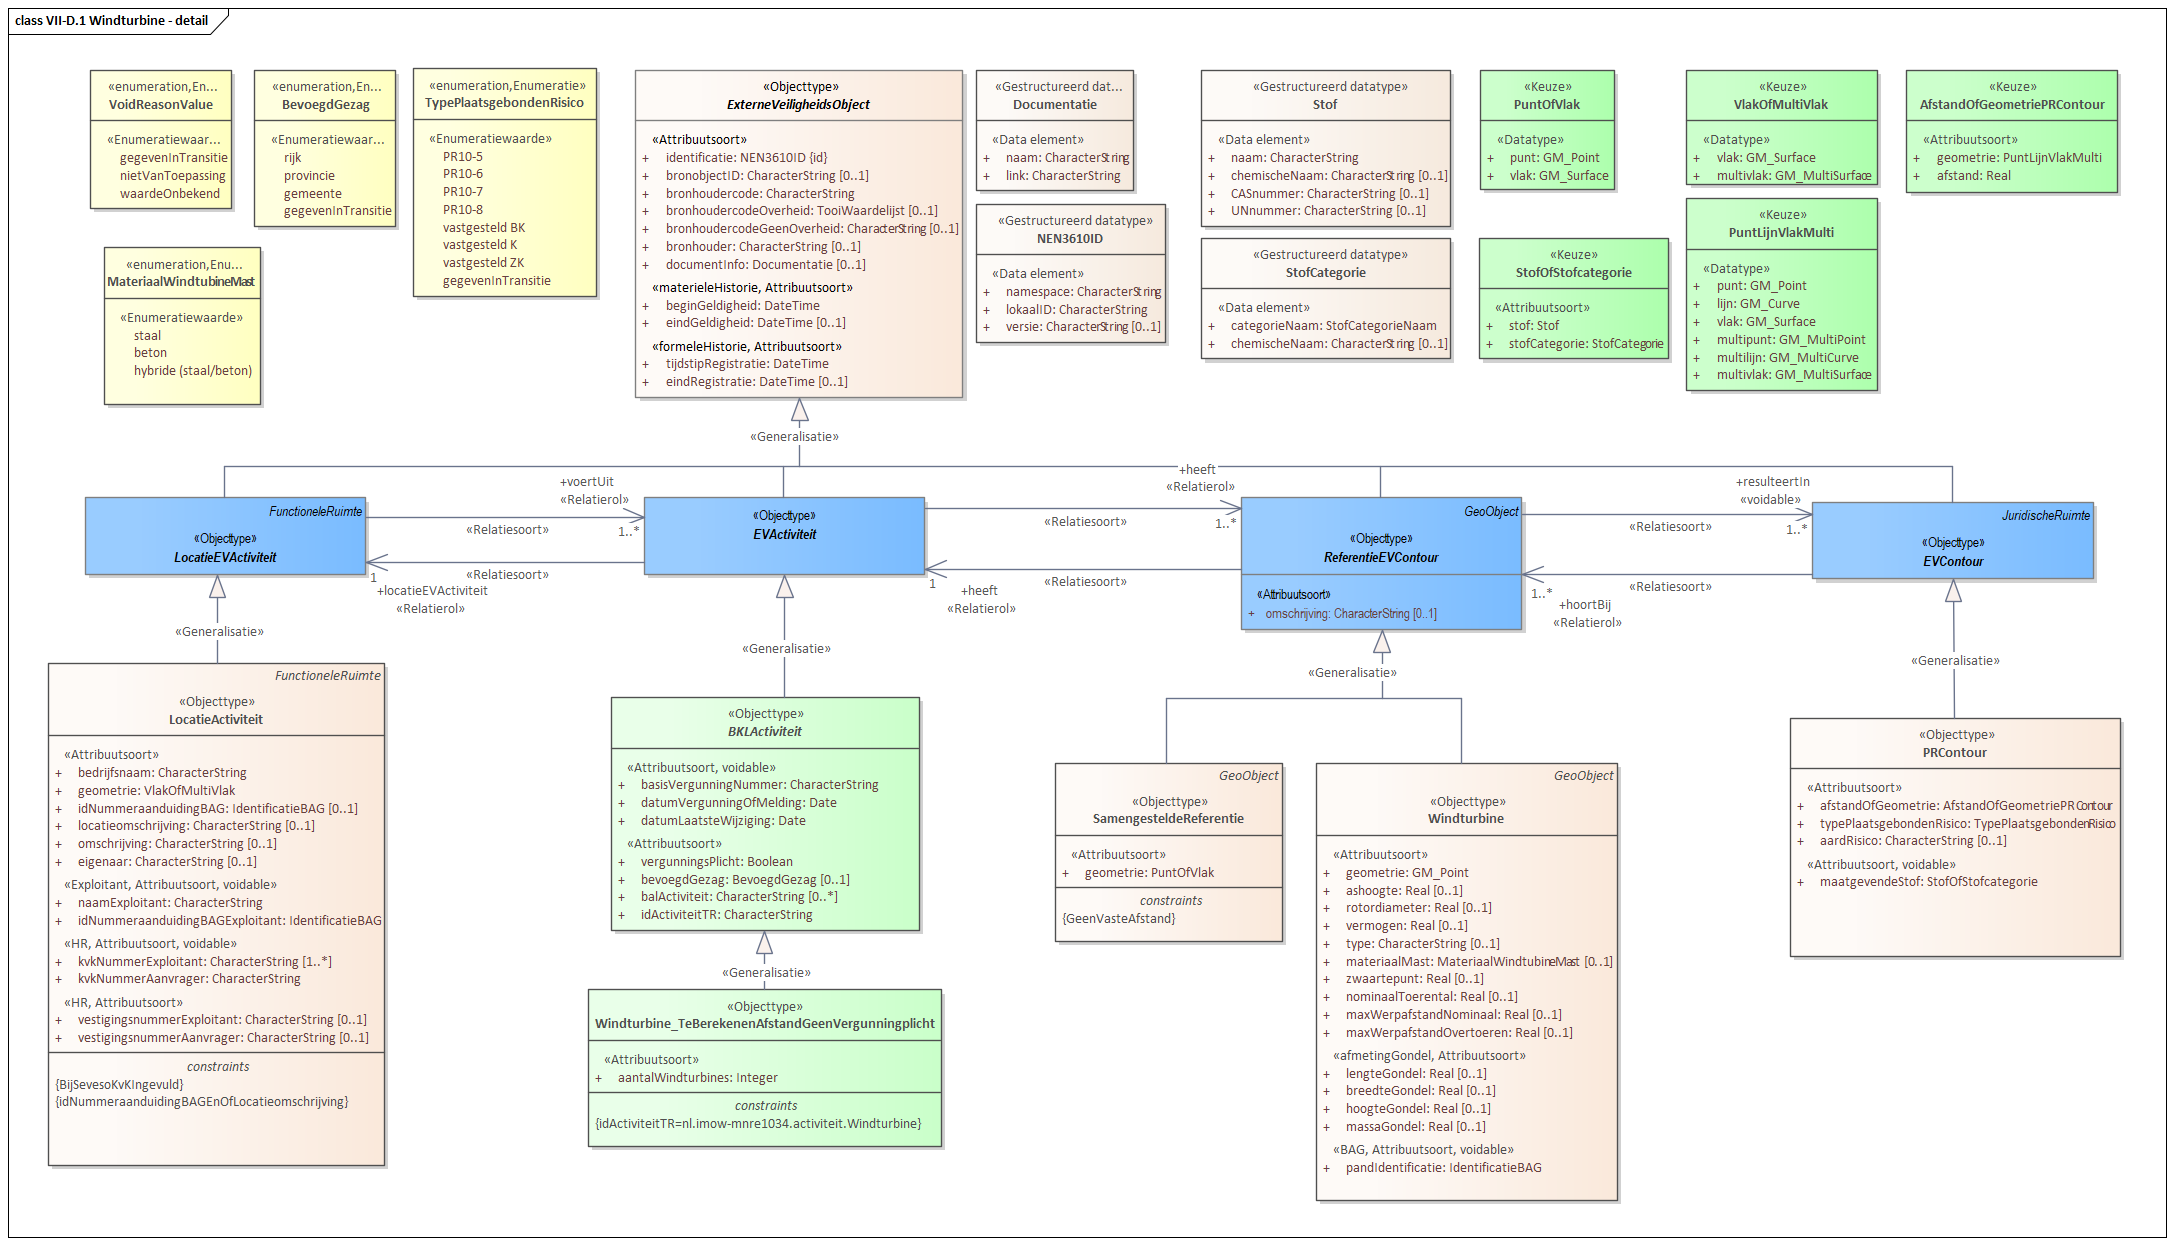 class VII-D.1 Windturbine - detail
«enumeration,En...
VoidReasonValue
«Enumeratiewaar...
gegevenInTransitie
nietVanToepassing
waardeOnbekend
«enumeration,En...
BevoegdGezag
«Enumeratiewaar...
rijk
provincie
gemeente
gegevenInTransitie
«enumeration,Enumeratie»
TypePlaatsgebondenRisico
«Enumeratiewaarde»
PR10-5
PR10-6
PR10-7
PR10-8
vastgesteld BK
vastgesteld K
vastgesteld ZK
gegevenInTransitie
«enumeration,Enu...
MateriaalWindtubineMast
«Enumeratiewaarde»
staal
beton
hybride (staal/beton)
«Objecttype»
ExterneVeiligheidsObject
«Attribuutsoort»
+ identificatie: NEN3610ID {id}
+ bronobjectID: CharacterString [0..1]
+ bronhoudercode: CharacterString
+ bronhoudercodeOverheid: TooiWaardelijst [0..1]
+ bronhoudercodeGeenOverheid: CharacterString [0..1]
+ bronhouder: CharacterString [0..1]
+ documentInfo: Documentatie [0..1]
«materieleHistorie, Attribuutsoort»
+ beginGeldigheid: DateTime
+ eindGeldigheid: DateTime [0..1]
«formeleHistorie, Attribuutsoort»
+ tijdstipRegistratie: DateTime
+ eindRegistratie: DateTime [0..1]
«Gestructureerd dat...
Documentatie
«Data element»
+ naam: CharacterString
+ link: CharacterString
«Gestructureerd datatype»
NEN3610ID
«Data element»
+ namespace: CharacterString
+ lokaalID: CharacterString
+ versie: CharacterString [0..1]
«Gestructureerd datatype»
Stof
«Data element»
+ naam: CharacterString
+ chemischeNaam: CharacterString [0..1]
+ CASnummer: CharacterString [0..1]
+ UNnummer: CharacterString [0..1]
«Gestructureerd datatype»
StofCategorie
«Data element»
+ categorieNaam: StofCategorieNaam
+ chemischeNaam: CharacterString [0..1]
«Keuze»
PuntOfVlak
«Datatype»
+ punt: GM_Point
+ vlak: GM_Surface
«Keuze»
StofOfStofcategorie
«Attribuutsoort»
+ stof: Stof
+ stofCategorie: StofCategorie
«Keuze»
VlakOfMultiVlak
«Datatype»
+ vlak: GM_Surface
+ multivlak: GM_MultiSurface
«Keuze»
PuntLijnVlakMulti
«Datatype»
+ punt: GM_Point
+ lijn: GM_Curve
+ vlak: GM_Surface
+ multipunt: GM_MultiPoint
+ multilijn: GM_MultiCurve
+ multivlak: GM_MultiSurface
«Keuze»
AfstandOfGeometriePRContour
«Attribuutsoort»
+ geometrie: PuntLijnVlakMulti
+ afstand: Real
«Generalisatie»
FunctioneleRuimte
«Objecttype»
LocatieEVActiviteit
+voertUit
«Relatierol»
«Relatiesoort»
1..*
«Relatiesoort»
1
+locatieEVActiviteit
«Relatierol»
«Objecttype»
EVActiviteit
+heeft
«Relatierol»
«Relatiesoort»
1..*
«Relatiesoort»
1
+heeft
«Relatierol»
GeoObject
«Objecttype»
ReferentieEVContour
«Attribuutsoort»
+ omschrijving: CharacterString [0..1]
+resulteertIn
«voidable»
«Relatiesoort»
1..*
«Relatiesoort»
1..*
+hoortBij
«Relatierol»
JuridischeRuimte
«Objecttype»
EVContour
«Generalisatie»
«Generalisatie»
«Generalisatie»
«Generalisatie»
FunctioneleRuimte
«Objecttype»
LocatieActiviteit
«Attribuutsoort»
+ bedrijfsnaam: CharacterString
+ geometrie: VlakOfMultiVlak
+ idNummeraanduidingBAG: IdentificatieBAG [0..1]
+ locatieomschrijving: CharacterString [0..1]
+ omschrijving: CharacterString [0..1]
+ eigenaar: CharacterString [0..1]
«Exploitant, Attribuutsoort, voidable»
+ naamExploitant: CharacterString
+ idNummeraanduidingBAGExploitant: IdentificatieBAG
«HR, Attribuutsoort, voidable»
+ kvkNummerExploitant: CharacterString [1..*]
+ kvkNummerAanvrager: CharacterString
«HR, Attribuutsoort»
+ vestigingsnummerExploitant: CharacterString [0..1]
+ vestigingsnummerAanvrager: CharacterString [0..1]
constraints
{BijSevesoKvKIngevuld}
{idNummeraanduidingBAGEnOfLocatieomschrijving}
«Objecttype»
BKLActiviteit
«Attribuutsoort, voidable»
+ basisVergunningNummer: CharacterString
+ datumVergunningOfMelding: Date
+ datumLaatsteWijziging: Date
«Attribuutsoort»
+ vergunningsPlicht: Boolean
+ bevoegdGezag: BevoegdGezag [0..1]
+ balActiviteit: CharacterString [0..*]
+ idActiviteitTR: CharacterString
«Generalisatie»
«Objecttype»
Windturbine_TeBerekenenAfstandGeenVergunningplicht
«Attribuutsoort»
+ aantalWindturbines: Integer
constraints
{idActiviteitTR=nl.imow-mnre1034.activiteit.Windturbine}
GeoObject
«Objecttype»
SamengesteldeReferentie
«Attribuutsoort»
+ geometrie: PuntOfVlak
constraints
{GeenVasteAfstand}
GeoObject
«Objecttype»
Windturbine
«Attribuutsoort»
+ geometrie: GM_Point
+ ashoogte: Real [0..1]
+ rotordiameter: Real [0..1]
+ vermogen: Real [0..1]
+ type: CharacterString [0..1]
+ materiaalMast: MateriaalWindtubineMast [0..1]
+ zwaartepunt: Real [0..1]
+ nominaalToerental: Real [0..1]
+ maxWerpafstandNominaal: Real [0..1]
+ maxWerpafstandOvertoeren: Real [0..1]
«afmetingGondel, Attribuutsoort»
+ lengteGondel: Real [0..1]
+ breedteGondel: Real [0..1]
+ hoogteGondel: Real [0..1]
+ massaGondel: Real [0..1]
«BAG, Attribuutsoort, voidable»
+ pandIdentificatie: IdentificatieBAG
«Objecttype»
PRContour
«Attribuutsoort»
+ afstandOfGeometrie: AfstandOfGeometriePRContour
+ typePlaatsgebondenRisico: TypePlaatsgebondenRisico
+ aardRisico: CharacterString [0..1]
«Attribuutsoort, voidable»
+ maatgevendeStof: StofOfStofcategorie